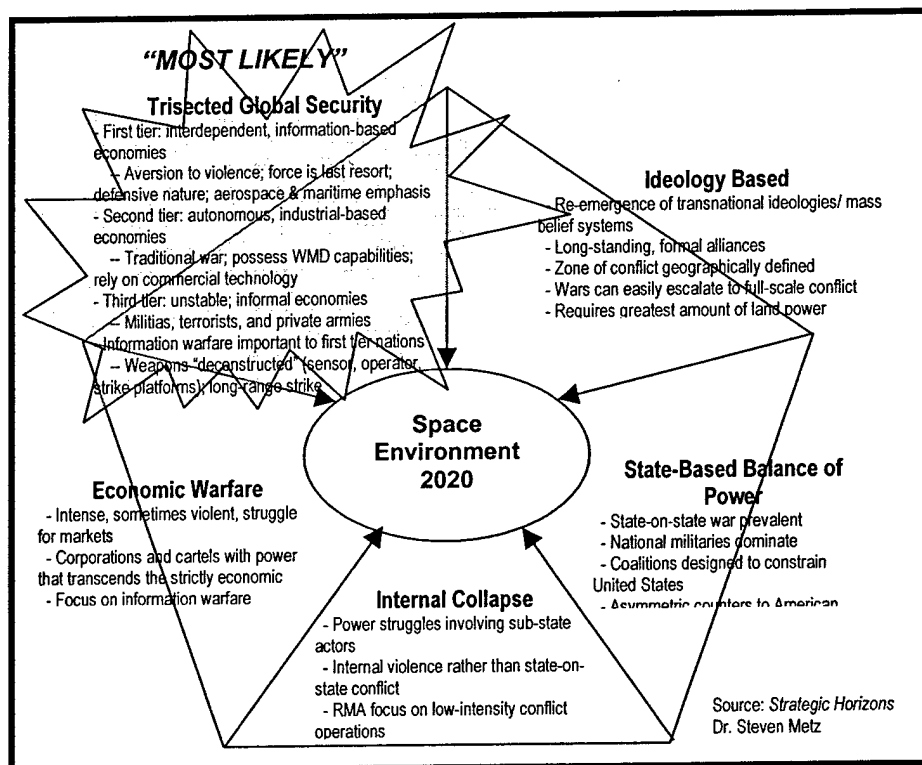 “MOST LIKELY”
Trisected Global Security
- First tier: interdependent, information-based
economies
-- Aversion to violence; force is last resort;
defensive nature; aerospace & maritime emphasis
- Second tier: autonomous, industrial-based
economies
-- Traditional war; possess WMD capabilities;
rely on commercial technology
- Third tier: unstable; informal economies
-- Militias, terrorists, and private armies
- Information warfare important to first tier nations
-- Weapons “deconstructed” (sensor, operator,
strike platforms); long-range strike
Ideology Based
- Re-emergence of transnational ideologies/ mass
belief systems
- Long-standing, formal alliances
- Zone of conflict geographically defined
- Wars can easily escalate to full-scale conflict
- Requires greatest amount of land power
Space
Environment
2020
Economic Warfare
- Intense, sometimes violent, struggle
for markets
- Corporations and cartels with power
that transcends the strictly economic
- Focus on information warfare
State-Based Balance of
Power
- State-on-state war prevalent
- National militaries dominate
- Coalitions designed to constrain
United States
- Asymmetric counters to American
Internal Collapse
- Power struggles involving sub-state
actors
- Internal violence rather than state-on-
state conflict
- RMA focus on low-intensity conflict
operations
Source: Strategic Horizons
Dr. Steven Metz